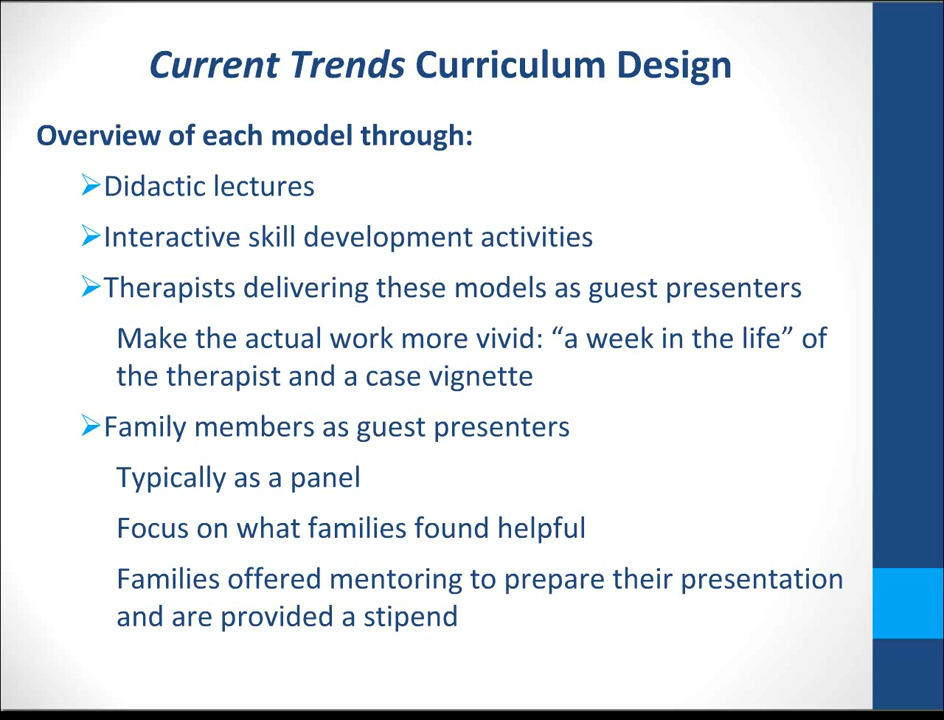 Current Trends Curriculum Design
Overview of each model through:
Didactic lectures
Interactive skill development activities
Therapists delivering these models as guest presenters
Make the actual work more vivid: “a week in the life” of
the therapist and a case vignette
Family members as guest presenters
Typically as a panel
Focus on what families found helpful
Families offered mentoring to prepare their presentation
and are provided a stipend